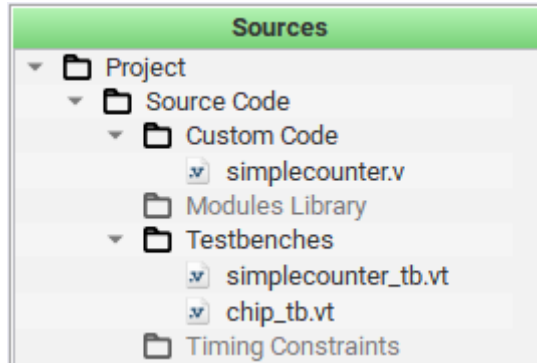 Sources
Project
Source Code
Custom Code
simplecounter.v
Modules Library
Testbenches
simplecounter_tb.vt
chip_tb.vt
Timing Constraints